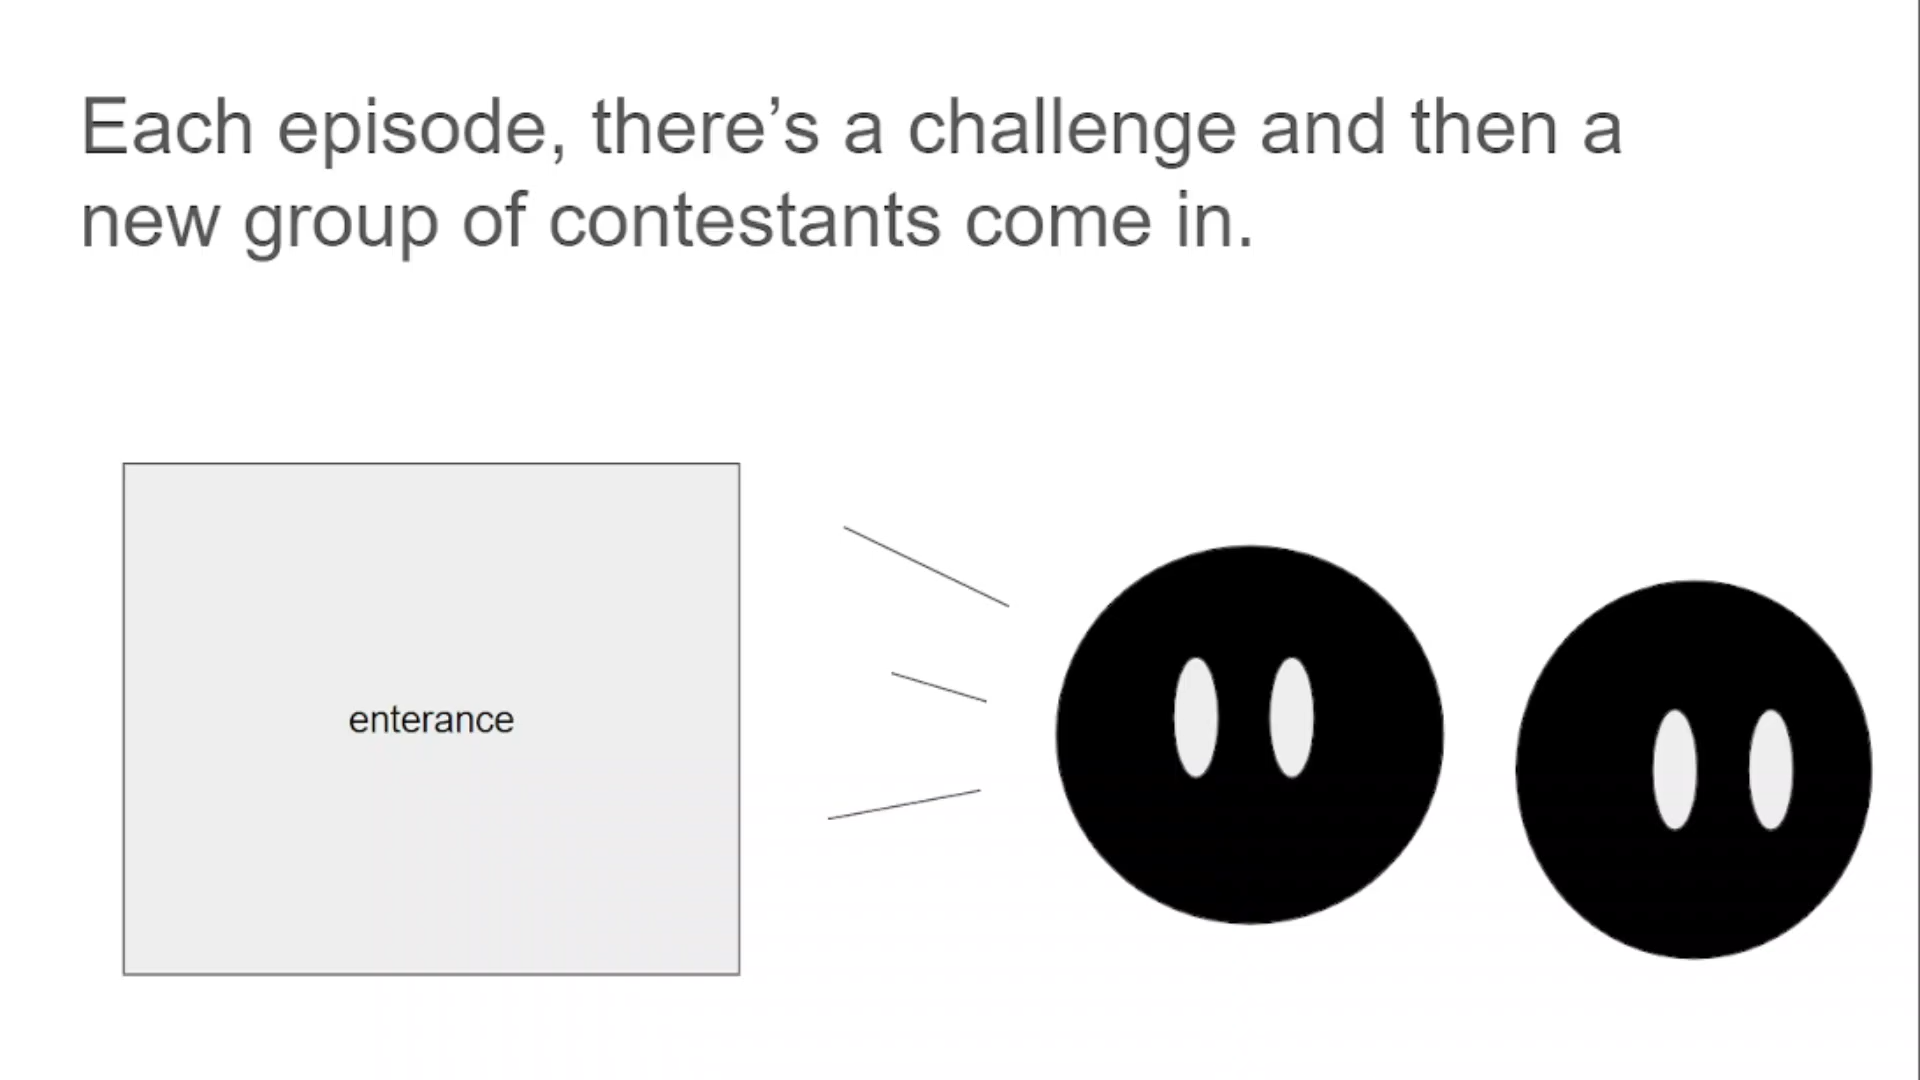 Each episode, there’s a challenge and then a
new group of contestants come in.
enterance